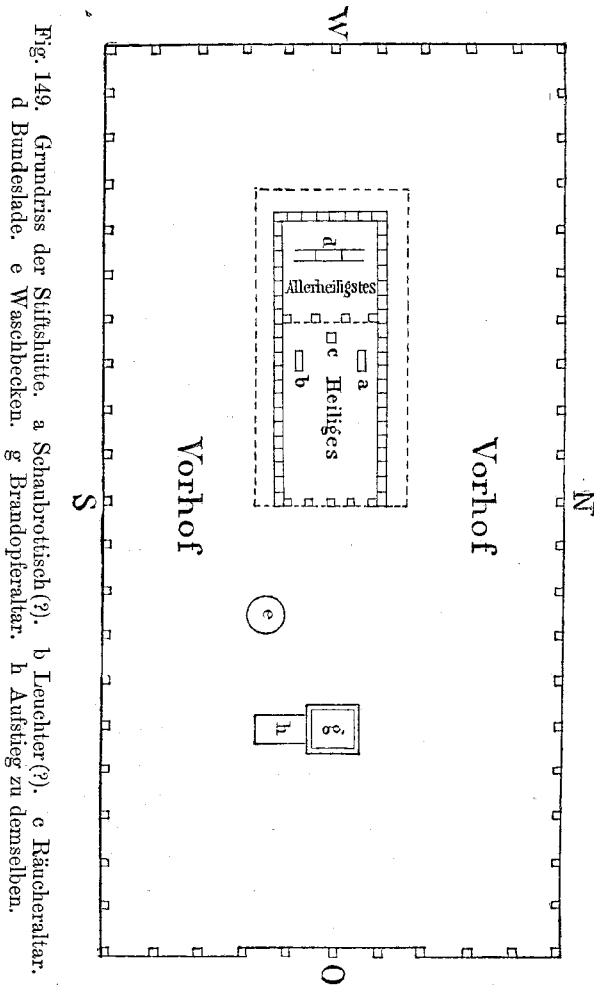 W
N
S
O
Vorhof
Vorhof
Allerheiligstes
Heiliges
a
b
c
d
e
g
h
Fig. 149. Grundriss der Stiftshütte. a Schaubrottisch(?). b Leuchter(?). c Räucheraltar.
d Bundeslade. e Waschbecken. g Brandopferaltar. h Aufstieg zu demselben.